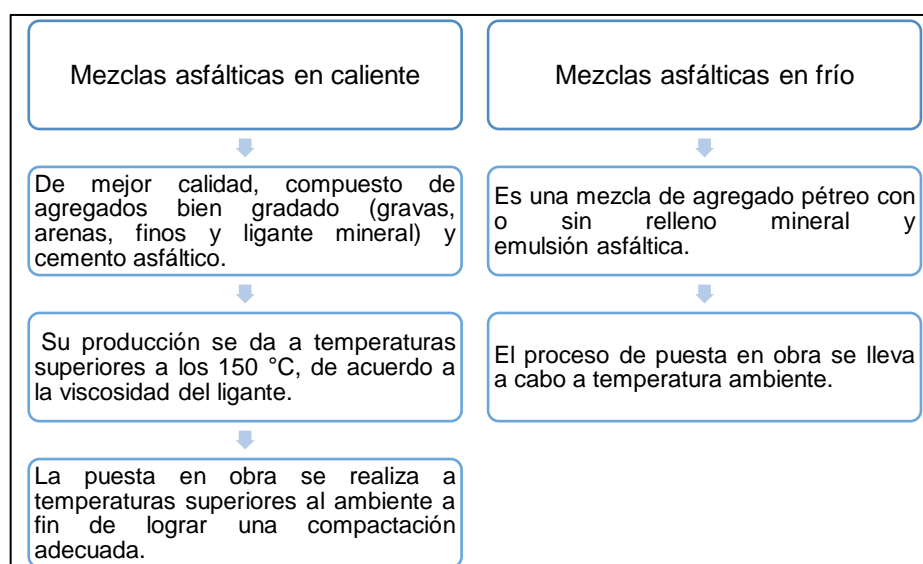 Mezclas asfálticas en caliente
De mejor calidad, compuesto de
agregados bien gradado (gravas,
arenas, finos y ligante mineral) y
cemento asfáltico.
Su producción se da a temperaturas
superiores a los 150 °C, de acuerdo a
la viscosidad del ligante.
La puesta en obra se realiza a
temperaturas superiores al ambiente a
fin de lograr una compactación
adecuada.
Mezclas asfálticas en frío
Es una mezcla de agregado pétreo con
o sin relleno mineral y
emulsión asfáltica.
El proceso de puesta en obra se lleva
a cabo a temperatura ambiente.